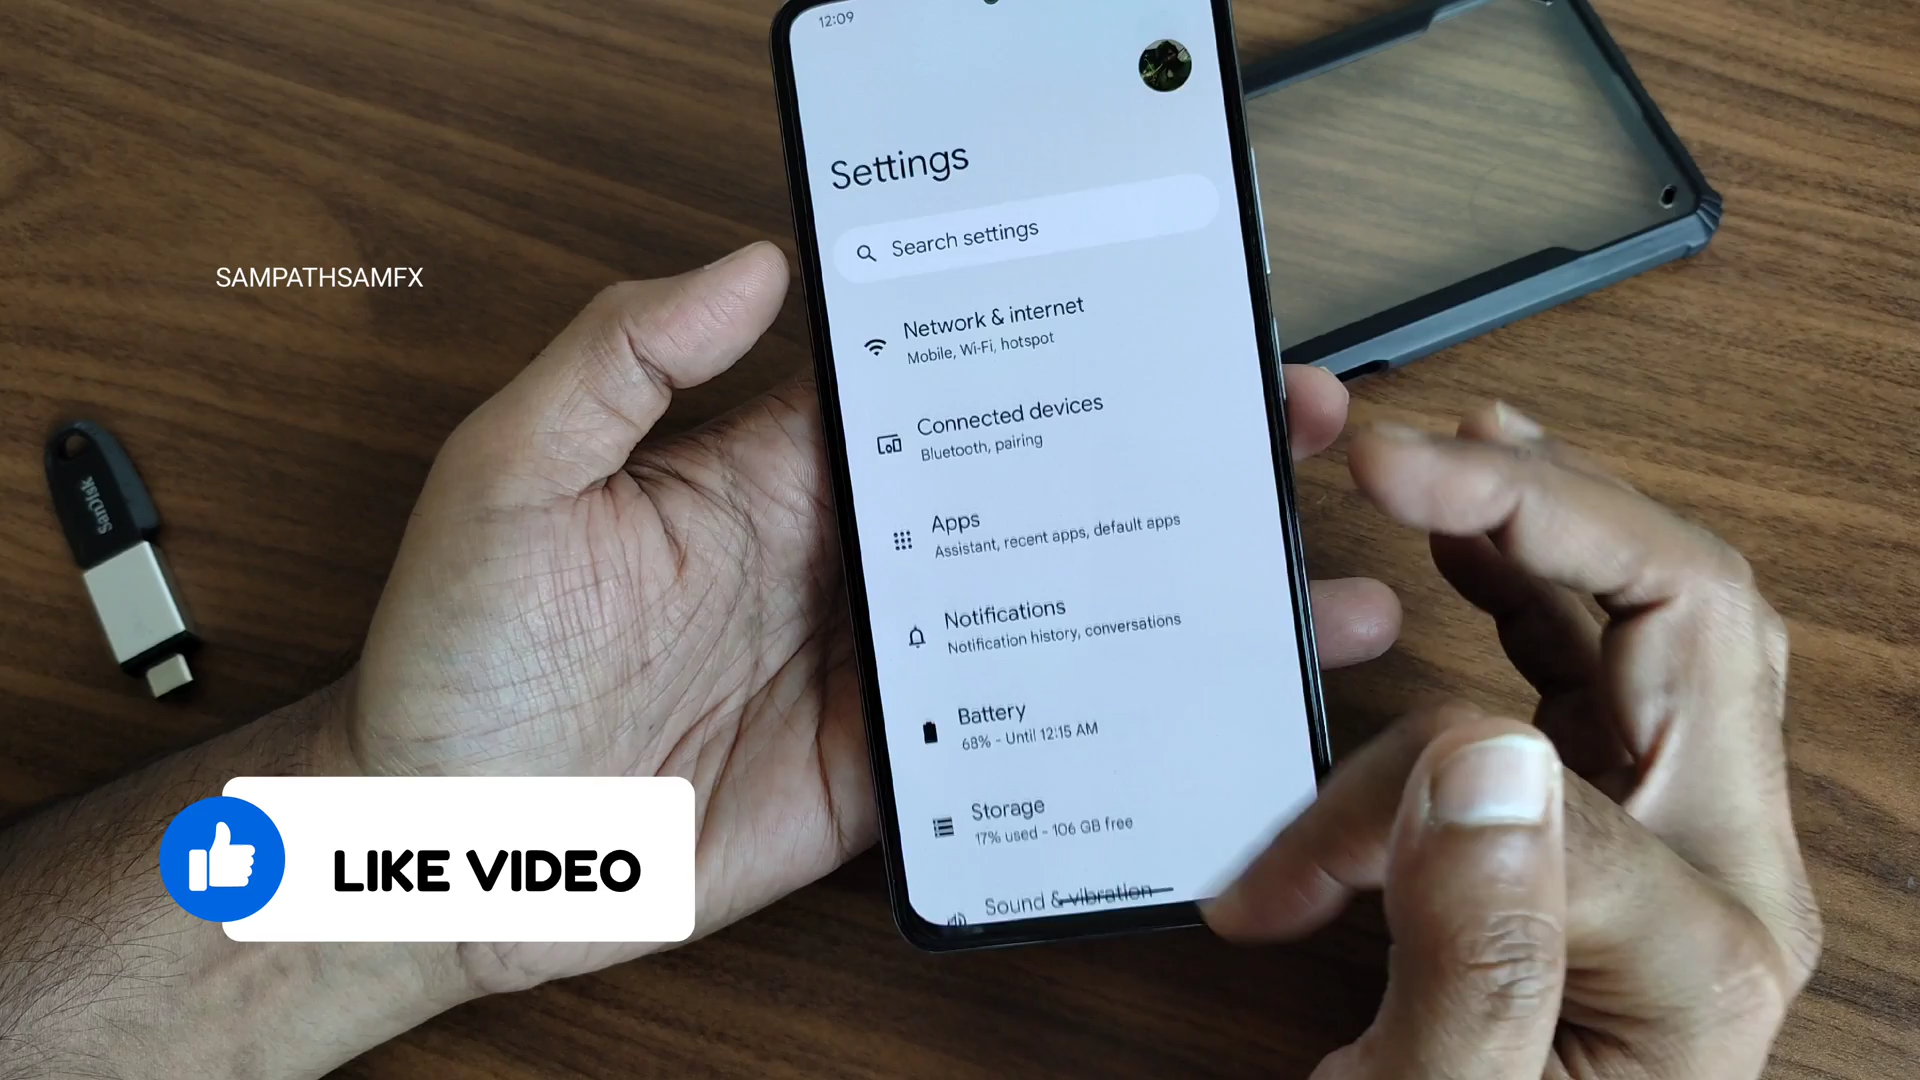 12:09
Settings
Search settings
Network & internet
Mobile, Wi-Fi, hotspot
Connected devices
Bluetooth, pairing
Apps
Assistant, recent apps, default apps
Notifications
Notification history, conversations
Battery
68% - Until 12:15 AM
Storage
17% used - 106 GB free
Sound & vibration
SAMPATHSAMFX
SanDisk
LIKE VIDEO